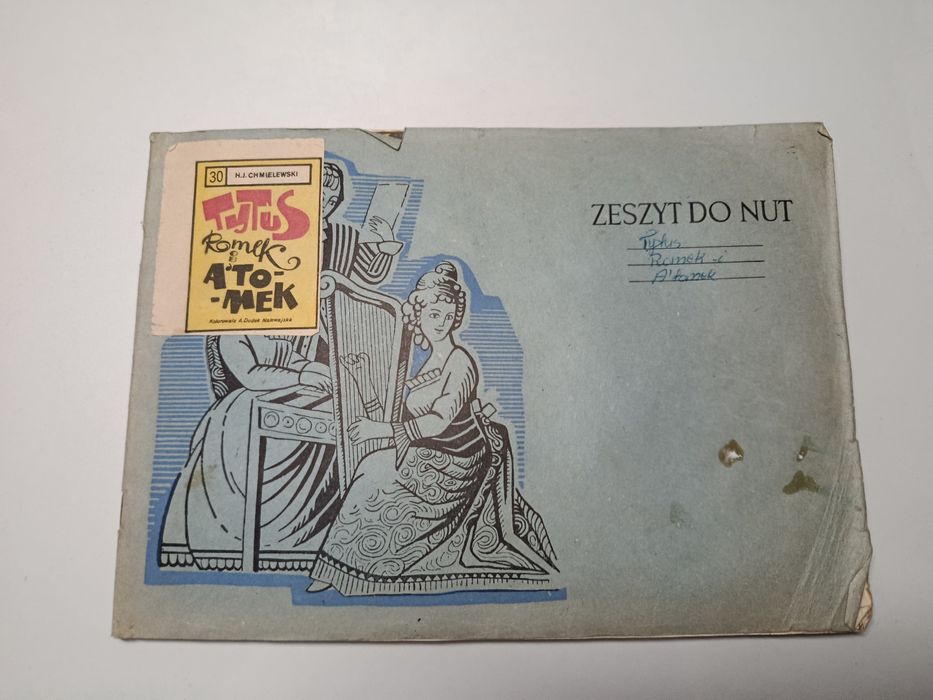 30 H.J. CHMIELEWSKI
TYTUS
Romek
i
A'TO-
-MEK
Kolorowała A. Dudek Nalewajska
ZESZYT DO NUT
Tytus
Romek i
A'tomek